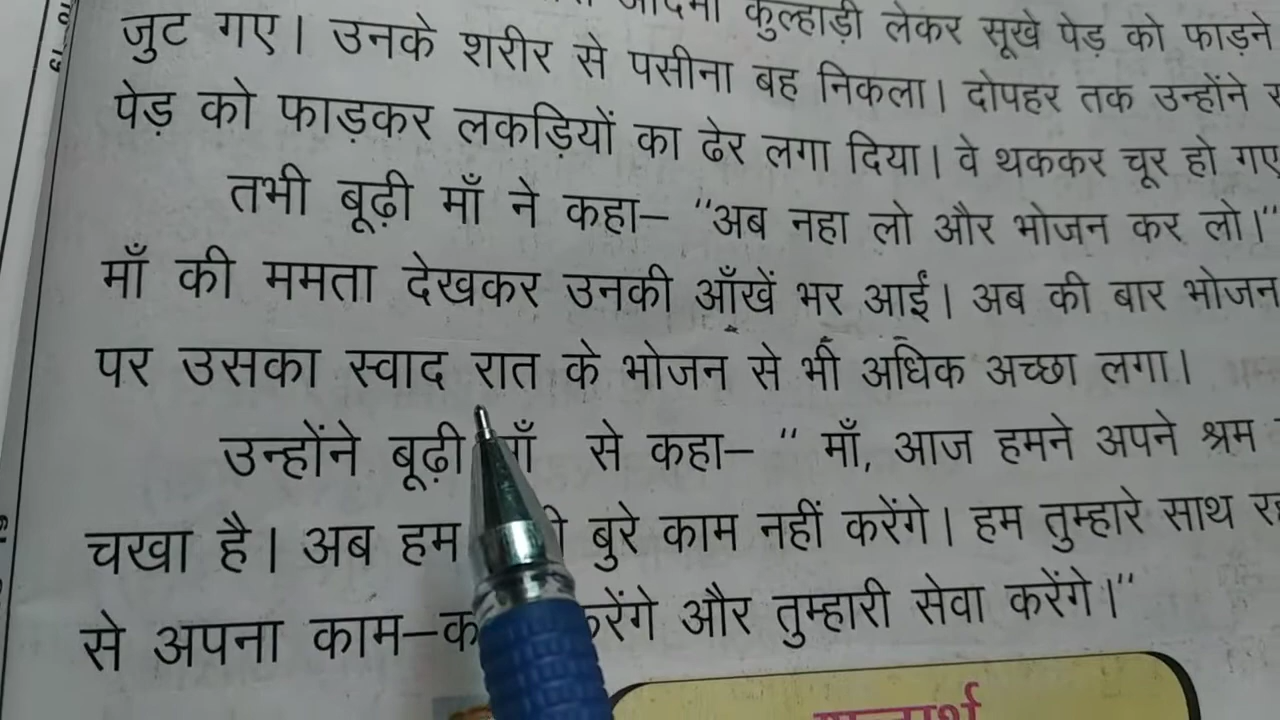 कुल्हाड़ी लेकर सूखे पेड़ को फाड़ने
जुट गए। उनके शरीर से पसीना बह निकला। दोपहर तक उन्होंने
पेड़ को फाड़कर लकड़ियों का ढेर लगा दिया। वे थककर चूर हो गए
तभी बूढ़ी माँ ने कहा– "अब नहा लो और भोजन कर लो।"
माँ की ममता देखकर उनकी आँखें भर आईं। अब की बार भोजन
पर उसका स्वाद रात के भोजन से भी अधिक अच्छा लगा।
उन्होंने बूढ़ी से कहा– " माँ, आज हमने अपने श्रम
चखा है। अब हम बुरे काम नहीं करेंगे। हम तुम्हारे साथ
से अपना काम– और तुम्हारी सेवा करेंगे।"